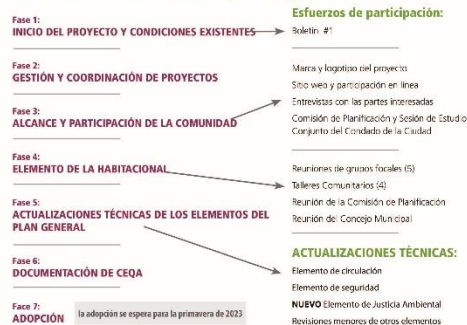 Fase 1:
INICIO DEL PROYECTO Y CONDICIONES EXISTENTES
Fase 2:
GESTIÓN Y COORDINACIÓN DE PROYECTOS
Fase 3:
ALCANCE Y PARTICIPACIÓN DE LA COMUNIDAD
Fase 4:
ELEMENTO DE LA HABITACIONAL
Fase 5:
ACTUALIZACIONES TÉCNICAS DE LOS ELEMENTOS DEL
PLAN GENERAL
Fase 6:
DOCUMENTACIÓN DE CEQA
Face 7:
ADOPCIÓN
la adopción se espera para la primavera de 2023
Esfuerzos de participación:
Boletín #1
Marca y logotipo del proyecto
Sitio web y participación en línea
Entrevistas con las partes interesadas
Comisión de Planificación y Sesión de Estudio
Conjunto del Condado de la Ciudad
Reuniones de grupos focales (5)
Talleres Comunitarios (4)
Reunión de la Comisión de Planificación
Reunión del Concejo Municipal
ACTUALIZACIONES TÉCNICAS:
Elemento de circulación
Elemento de seguridad
NUEVO Elemento de Justicia Ambiental
Revisiones menores de otros elementos